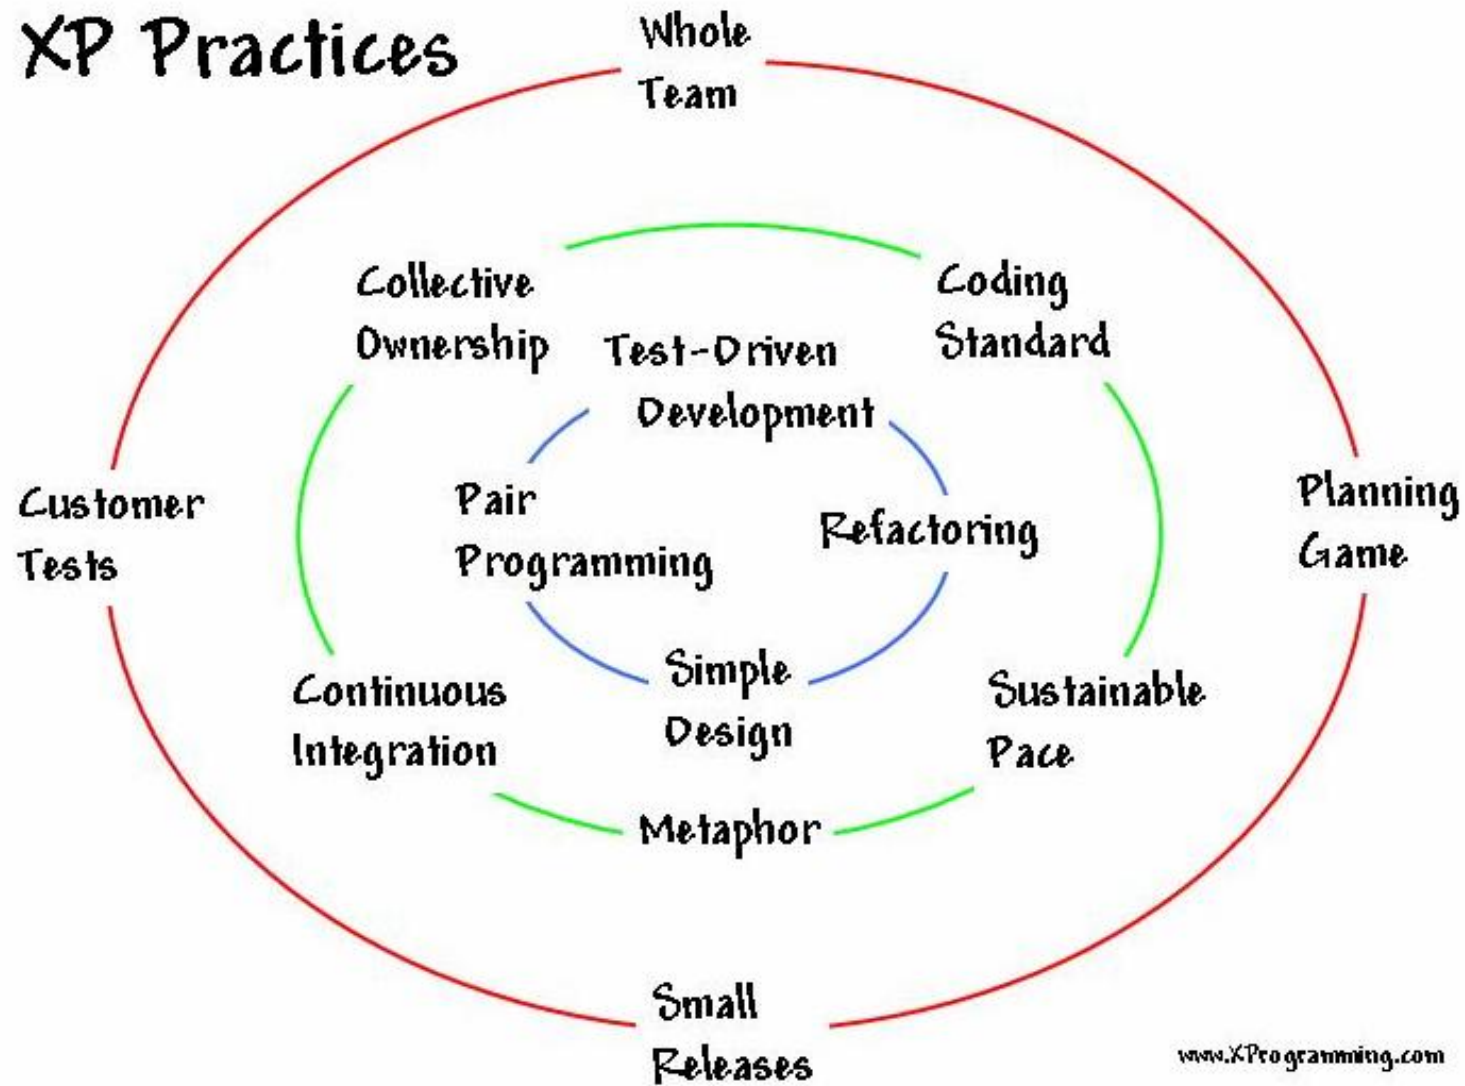 XP Practices
Whole
Team
Collective
Ownership
Coding
Standard
Test-Driven
Development
Customer
Tests
Pair
Programming
Refactoring
Planning
Game
Continuous
Integration
Simple
Design
Sustainable
Pace
Metaphor
Small
Releases
www.XProgramming.com